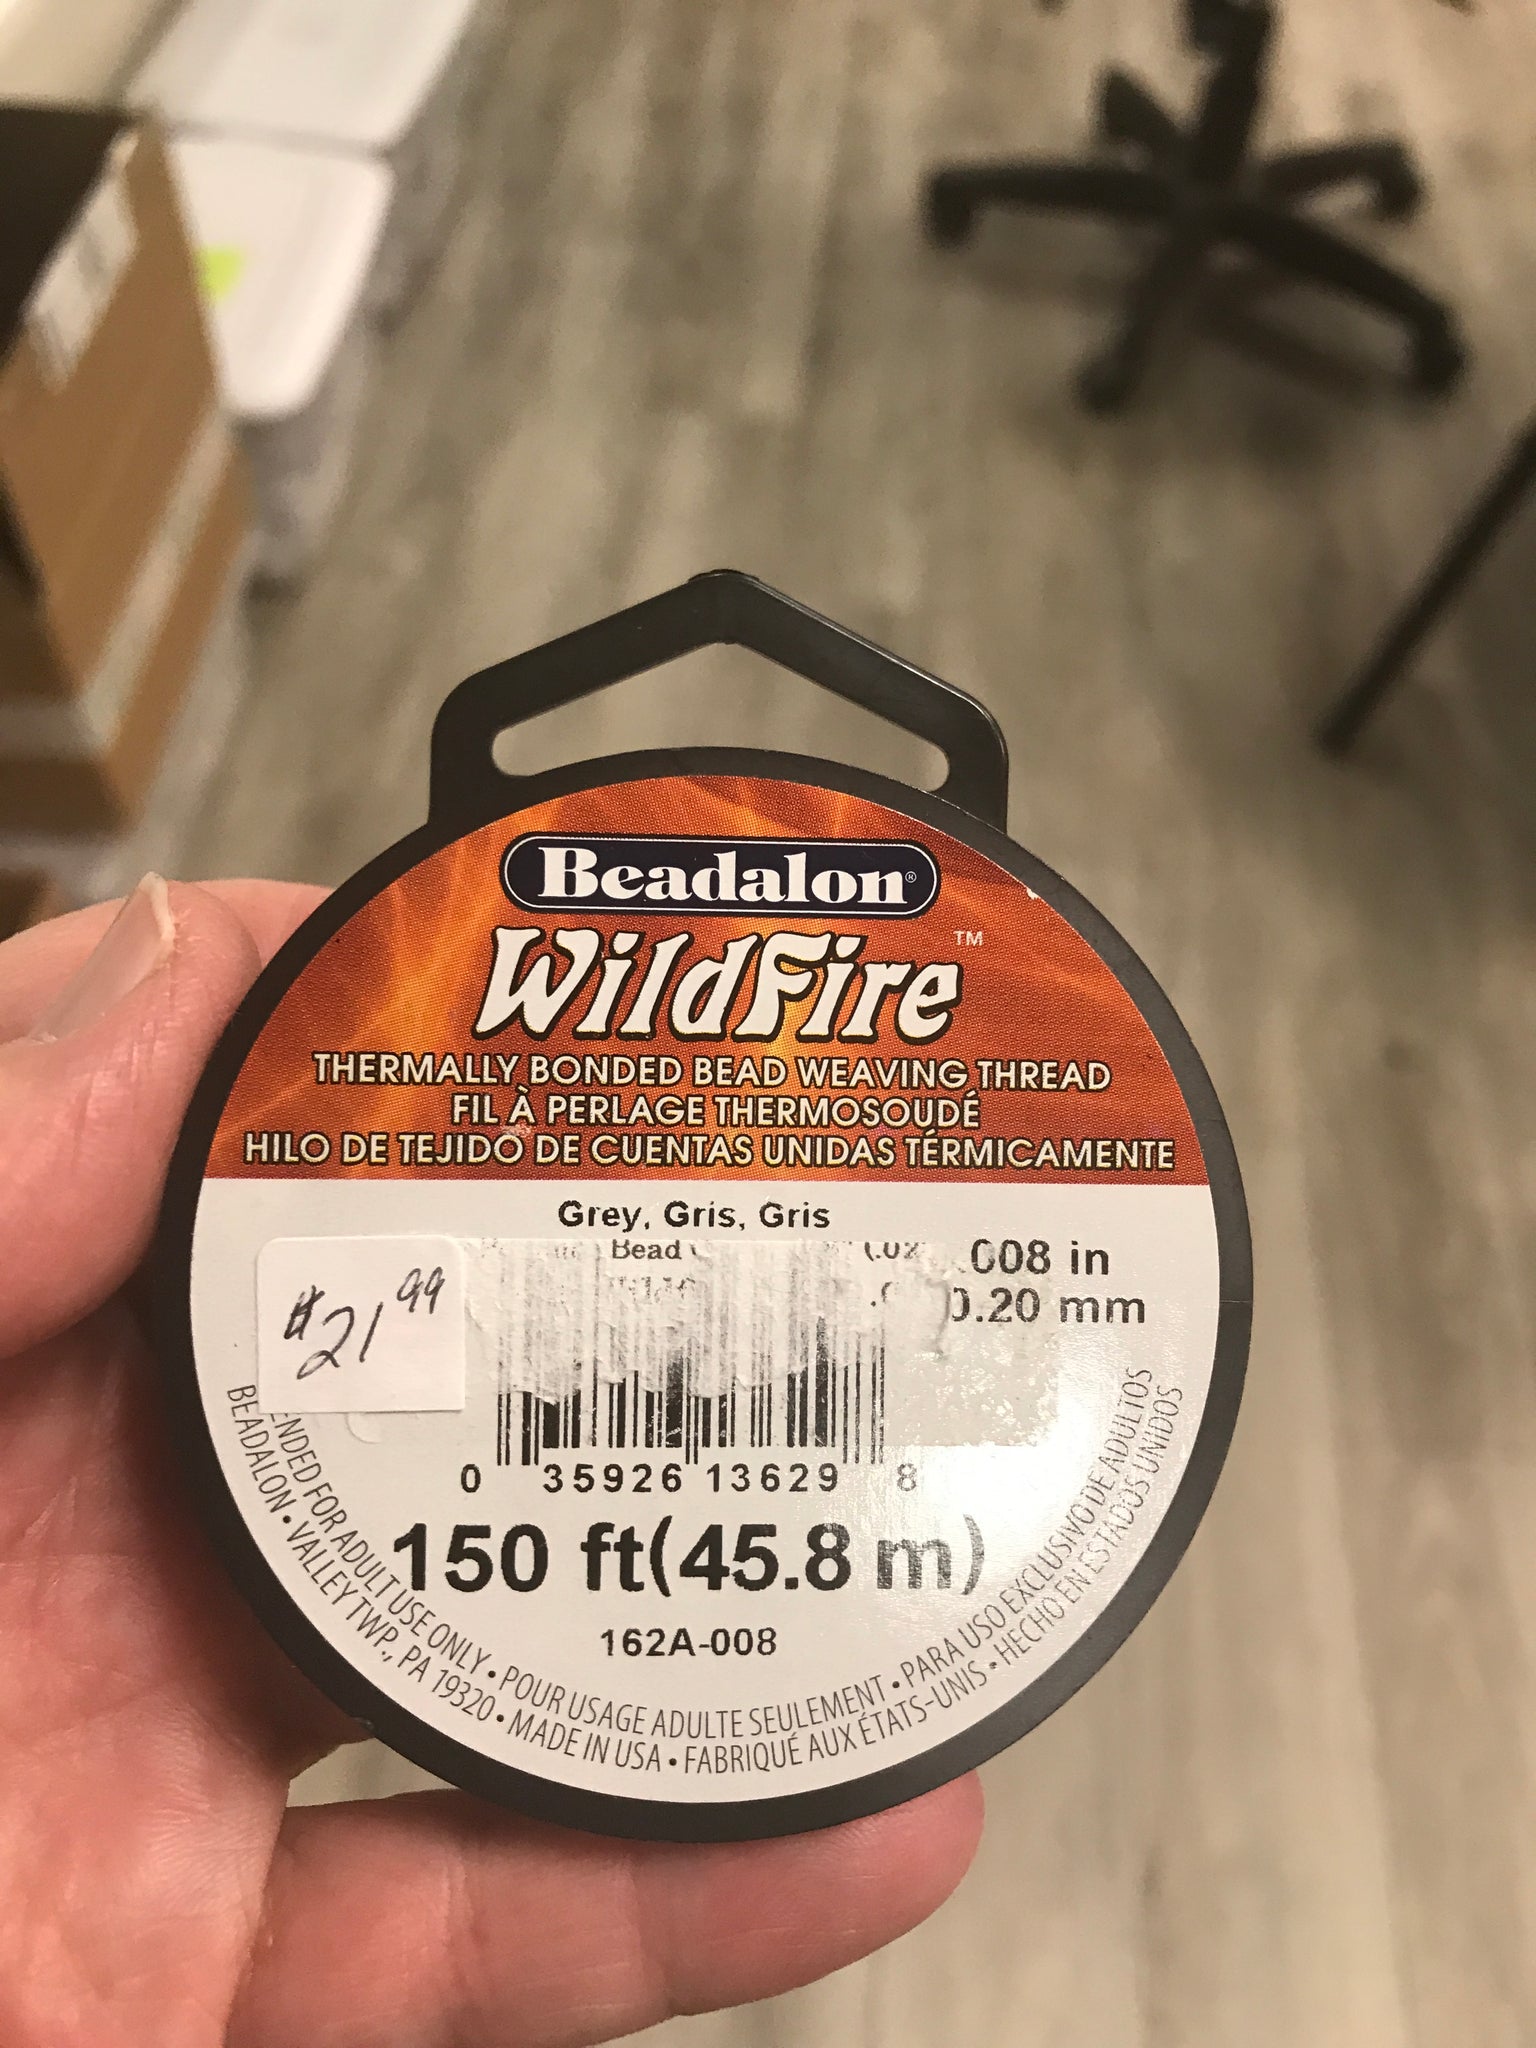 Beadalon®
WildFire™
THERMALLY BONDED BEAD WEAVING THREAD
FIL À PERLAGE THERMOSOUDÉ
HILO DE TEJIDO DE CUENTAS UNIDAS TÉRMICAMENTE
Grey, Gris, Gris
Bead
.008 in
0.20 mm
$21 99
0 35926 13629 8
150 ft (45.8 m)
162A-008
ENDED FOR ADULT USE ONLY • POUR USAGE ADULTE SEULEMENT • PARA USO EXCLUSIVO DE ADULTOS
BEADALON • VALLEY TWP., PA 19320 • MADE IN USA • FABRIQUÉ AUX ÉTATS-UNIS • HECHO EN ESTADOS UNIDOS